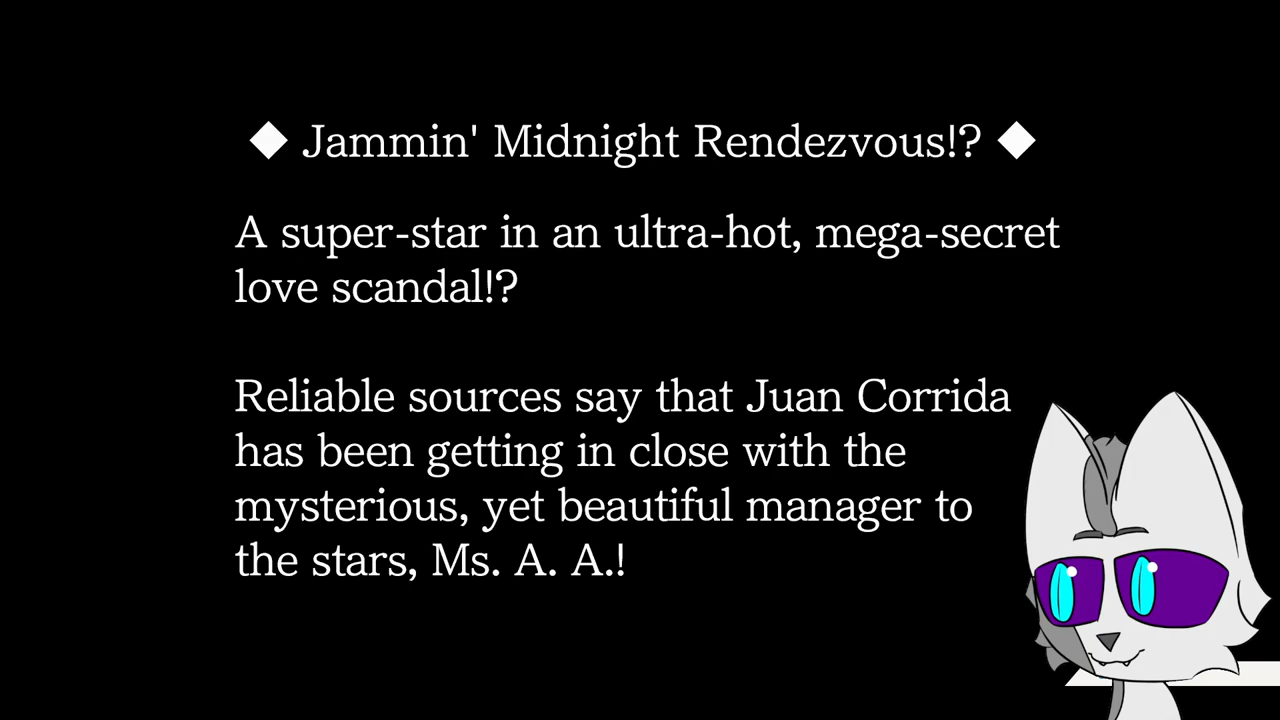 ◆ Jammin' Midnight Rendezvous!? ◆
A super-star in an ultra-hot, mega-secret
love scandal!?
Reliable sources say that Juan Corrida
has been getting in close with the
mysterious, yet beautiful manager to
the stars, Ms. A. A.!